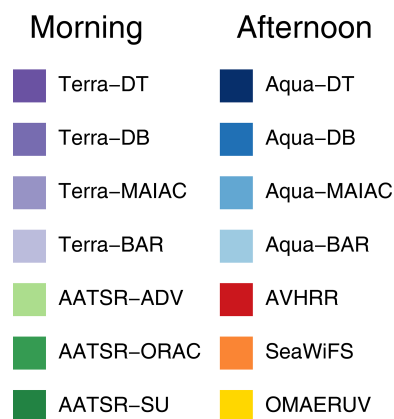 Morning
Afternoon
Terra−DT
Aqua−DT
Terra−DB
Aqua−DB
Terra−MAIAC
Aqua−MAIAC
Terra−BAR
Aqua−BAR
AATSR−ADV
AVHRR
AATSR−ORAC
SeaWiFS
AATSR−SU
OMAERUV